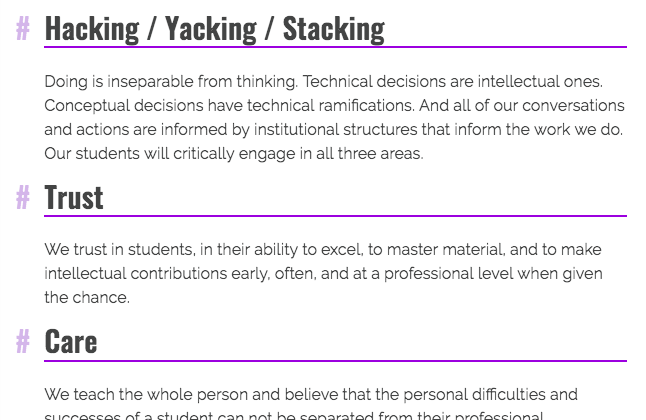 # Hacking / Yacking / Stacking
Doing is inseparable from thinking. Technical decisions are intellectual ones.
Conceptual decisions have technical ramifications. And all of our conversations
and actions are informed by institutional structures that inform the work we do.
Our students will critically engage in all three areas.
# Trust
We trust in students, in their ability to excel, to master material, and to make
intellectual contributions early, often, and at a professional level when given
the chance.
# Care
We teach the whole person and believe that the personal difficulties and
successes of a student can not be separated from their professional